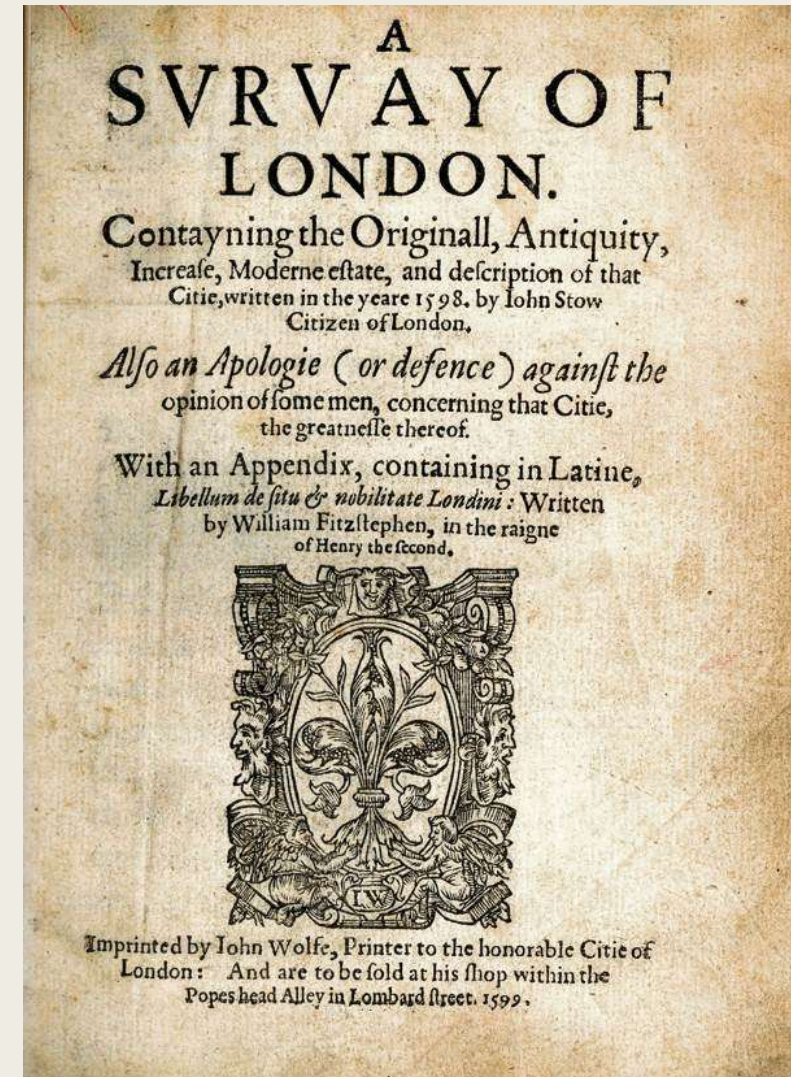 A
SVRVAY OF
LONDON.
Contayning the Originall, Antiquity,
Increaſe, Moderne eſtate, and deſcription of that
Citie, written in the yeare 1598. by Iohn Stow
Citizen of London.
Alſo an Apologie ( or defence ) againſt the
opinion of ſome men, concerning that Citie,
the greatneſſe thereof.
With an Appendix, containing in Latine,
Libellum de ſitu & nobilitate Londini : Written
by William Fitzſtephen, in the raigne
of Henry the ſecond.
I.W
Imprinted by Iohn Wolfe, Printer to the honorable Citie of
London : And are to be ſold at his ſhop within the
Popes head Alley in Lombard ſtreet. 1599.